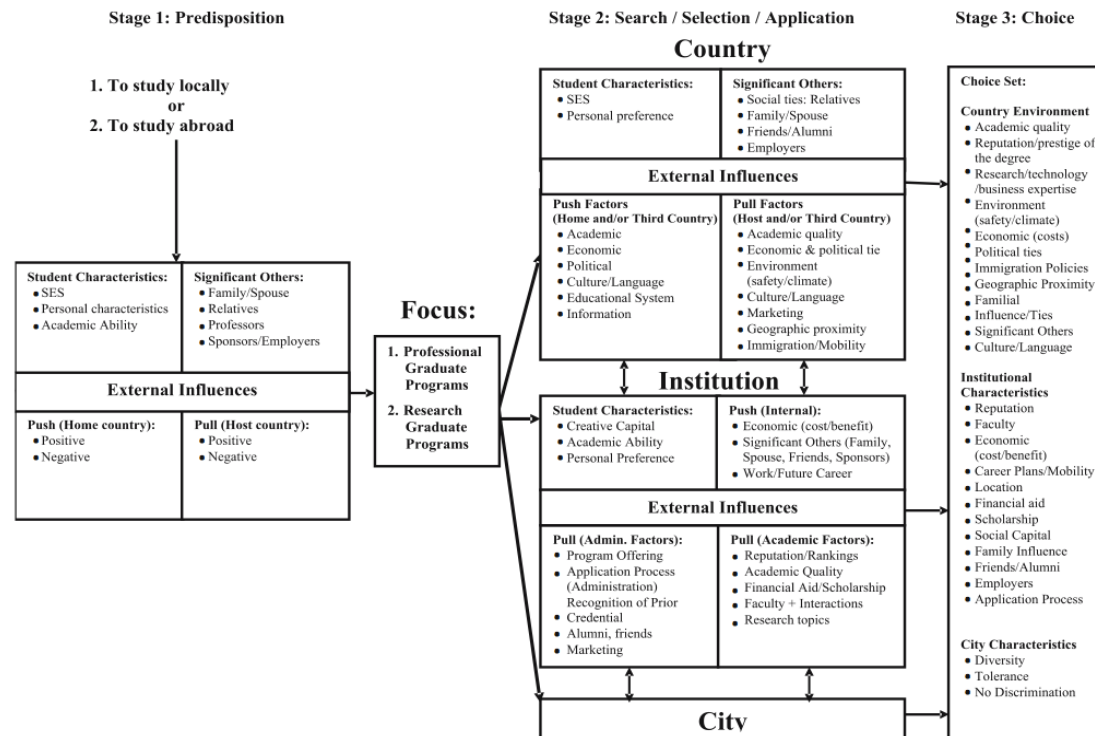 Stage 1: Predisposition
Stage 2: Search / Selection / Application
Stage 3: Choice
1. To study locally
or
2. To study abroad
Student Characteristics:
• SES
• Personal characteristics
• Academic Ability
Significant Others:
• Family/Spouse
• Relatives
• Professors
• Sponsors/Employers
External Influences
Push (Home country):
• Positive
• Negative
Pull (Host country):
• Positive
• Negative
Focus:
1. Professional
Graduate
Programs
2. Research
Graduate
Programs
Country
Student Characteristics:
• SES
• Personal preference
Significant Others:
• Social ties: Relatives
• Family/Spouse
• Friends/Alumni
• Employers
External Influences
Push Factors
(Home and/or Third Country)
• Academic
• Economic
• Political
• Culture/Language
• Educational System
• Information
Pull Factors
(Host and/or Third Country)
• Academic quality
• Economic & political tie
• Environment
(safety/climate)
• Culture/Language
• Marketing
• Geographic proximity
• Immigration/Mobility
Institution
Student Characteristics:
• Creative Capital
• Academic Ability
• Personal Preference
Push (Internal):
• Economic (cost/benefit)
• Significant Others (Family,
Spouse, Friends, Sponsors)
• Work/Future Career
External Influences
Pull (Admin. Factors):
• Program Offering
• Application Process
(Administration)
Recognition of Prior
• Credential
• Alumni, friends
• Marketing
Pull (Academic Factors):
• Reputation/Rankings
• Academic Quality
• Financial Aid/Scholarship
• Faculty + Interactions
• Research topics
City
Choice Set:
Country Environment
• Academic quality
• Reputation/prestige of
the degree
• Research/technology
/business expertise
• Environment
(safety/climate)
• Economic (costs)
• Political ties
• Immigration Policies
• Geographic Proximity
• Familial
• Influence/Ties
• Significant Others
• Culture/Language
Institutional
Characteristics
• Reputation
• Faculty
• Economic
(cost/benefit)
• Career Plans/Mobility
• Location
• Financial aid
• Scholarship
• Social Capital
• Family Influence
• Friends/Alumni
• Employers
• Application Process
City Characteristics
• Diversity
• Tolerance
• No Discrimination